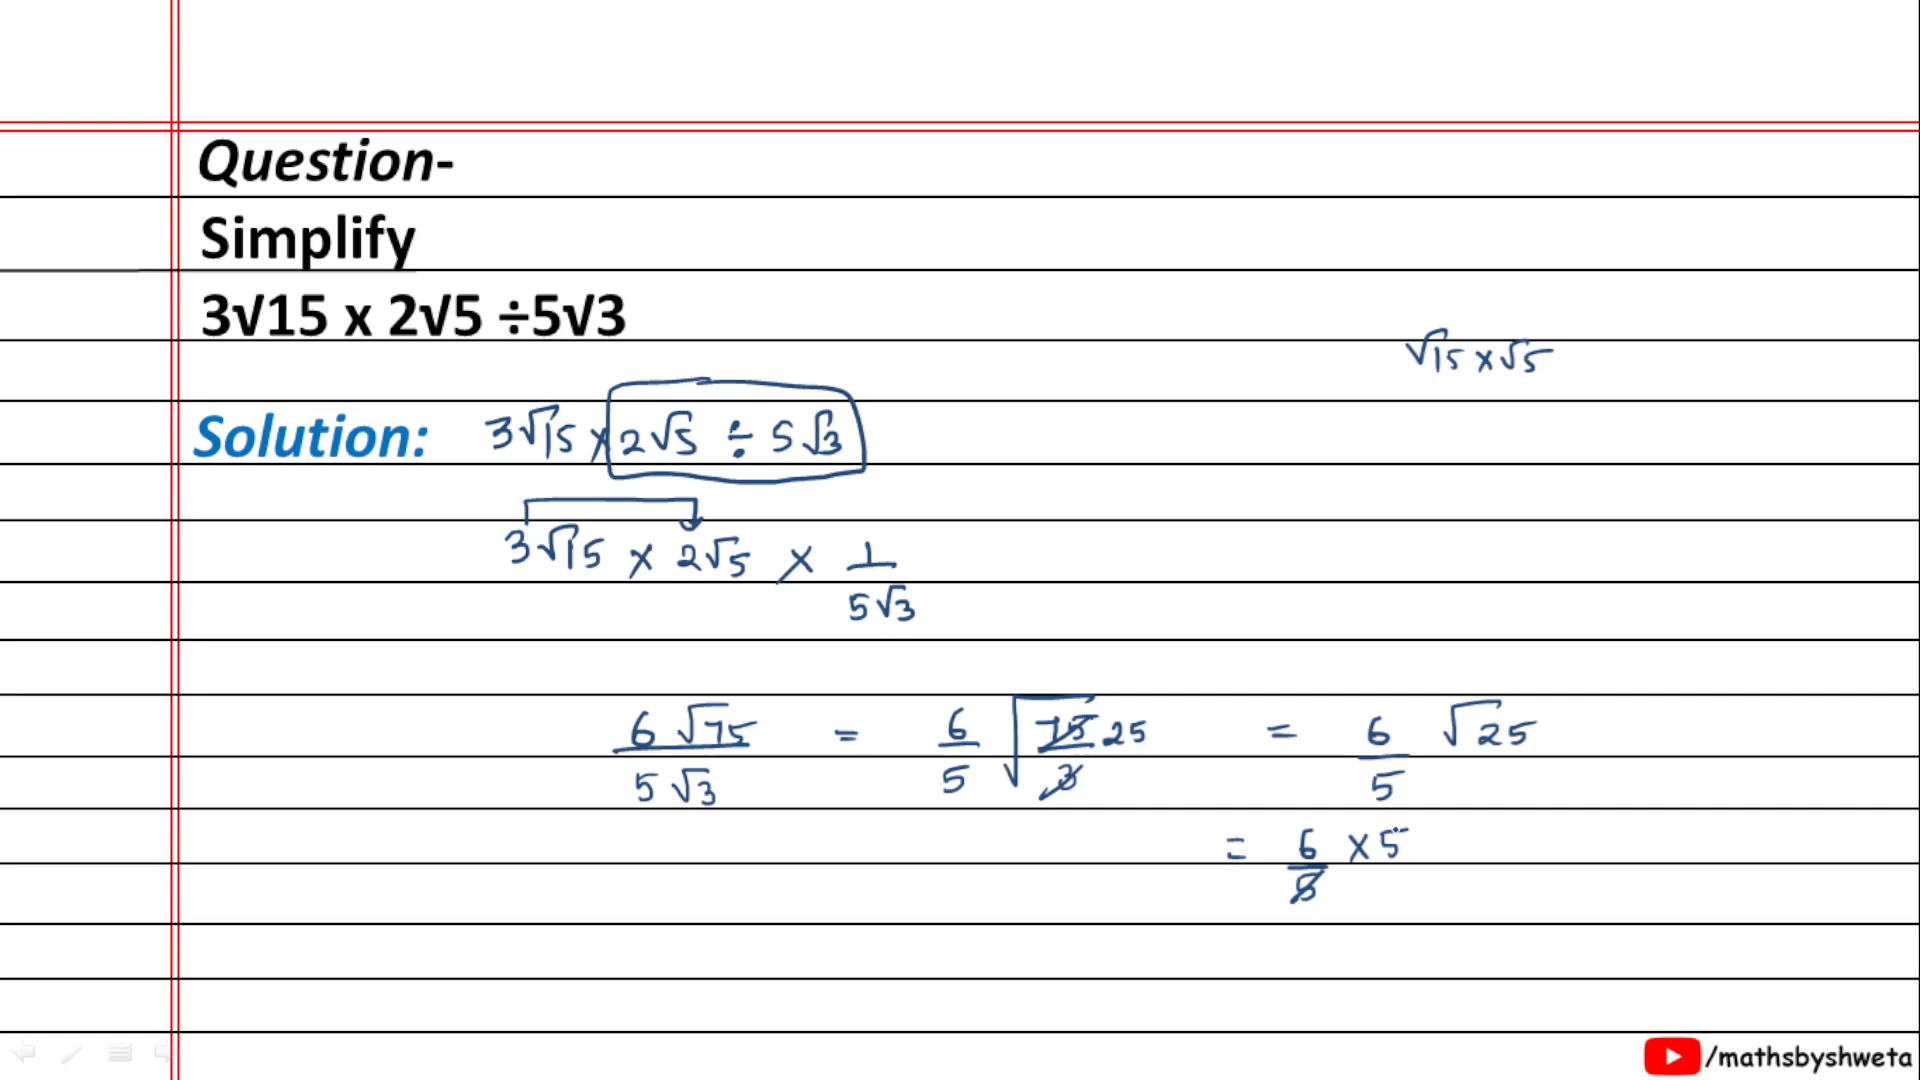 Question-
Simplify
3√15 x 2√5 ÷5√3
√15 × √5
Solution: 3√15 × 2√5 ÷ 5√3
3√15 × 2√5 × 1/5√3
6√75/5√3 = 6/5 √75/3 25 = 6/5 √25
= 6/5 × 5
/mathsbyshweta